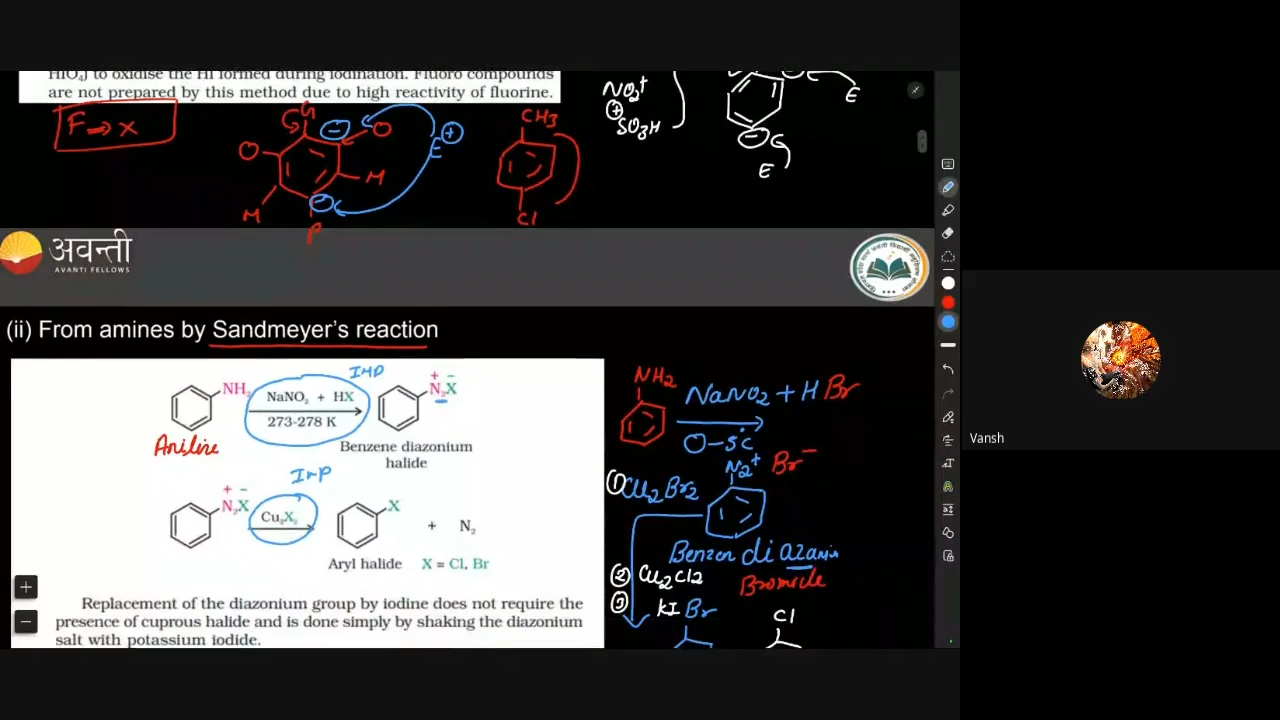 HIO₄) to oxidise the HI formed during iodination. Fluoro compounds
are not prepared by this method due to high reactivity of fluorine.
F ⇒ x
O
O
M
M
P
E
+
CH3
Cl
NO2+
+
SO3H
E
E
अवन्ती
AVANTI FELLOWS
(ii) From amines by Sandmeyer's reaction
NH₂
NaNO₂ + HX
273-278 K
IMP
+ −
N₂X
Aniline
Benzene diazonium
halide
+ −
N₂X
ImP
Cu₂X₂
X
+ N₂
Aryl halide X = Cl, Br
Replacement of the diazonium group by iodine does not require the
presence of cuprous halide and is done simply by shaking the diazonium
salt with potassium iodide.
NH2
NaNO2 + H Br
0-5°C
N2+ Br−
① Cu2Br2
Benzen diazonium
Bromide
② Cu2Cl2
③ KI
Br
Cl
Vansh